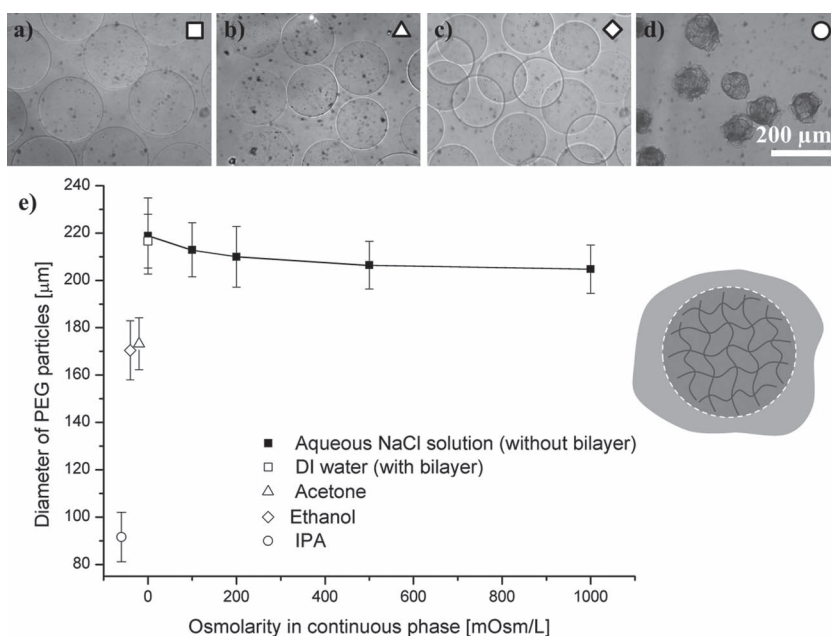 a)
b)
c)
d)
200 µm
e)
240
220
200
180
160
140
120
100
80
Diameter of PEG particles [µm]
Aqueous NaCl solution (without bilayer)
DI water (with bilayer)
Acetone
Ethanol
IPA
0
200
400
600
800
1000
Osmolarity in continuous phase [mOsm/L]